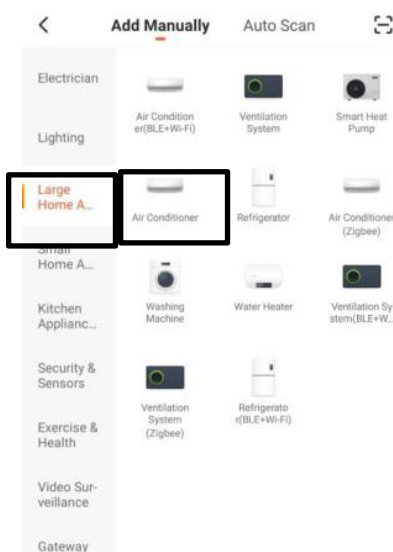 Add Manually
Auto Scan
Electrician
Lighting
Large
Home A...
Small
Home A...
Kitchen
Applianc...
Security &
Sensors
Exercise &
Health
Video Sur-
veillance
Gateway
Air Condition
er(BLE+Wi-Fi)
Ventilation
System
Smart Heat
Pump
Air Conditioner
Refrigerator
Air Conditioner
(Zigbee)
Washing
Machine
Water Heater
Ventilation Sy
stem(BLE+W...
Ventilation
System
(Zigbee)
Refrigerato
r(BLE+Wi-Fi)